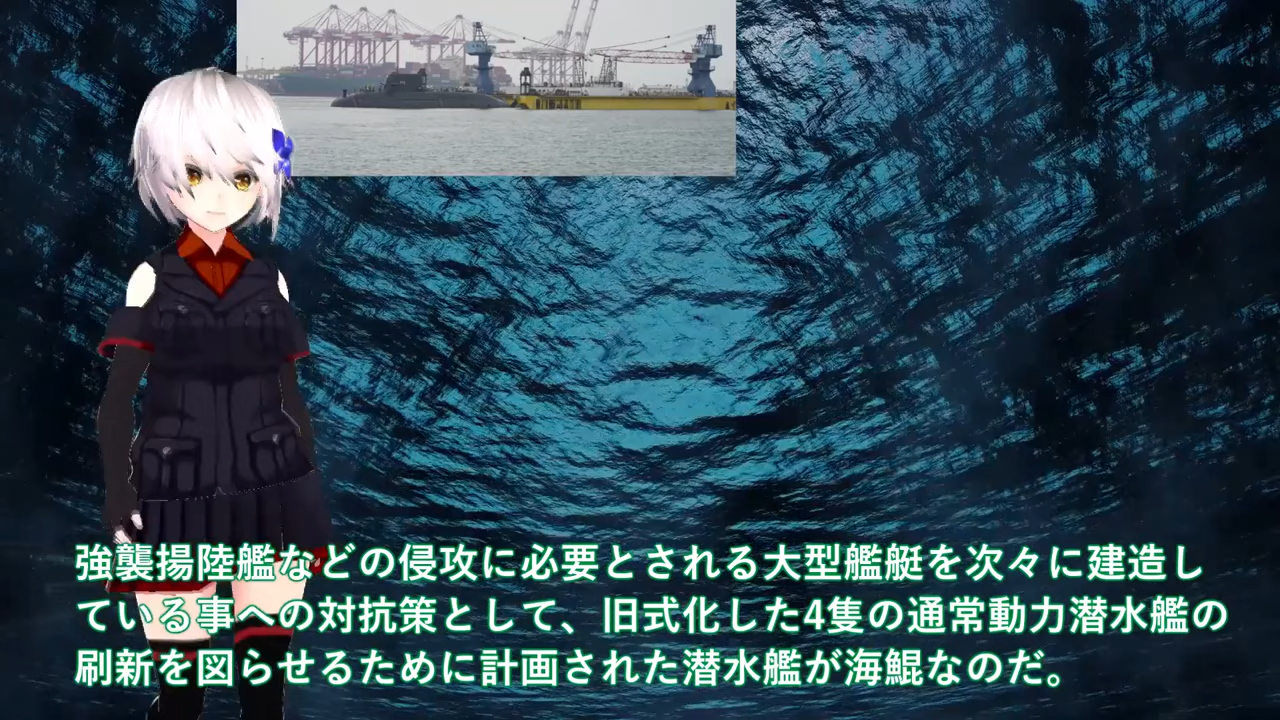 強襲揚陸艦などの侵攻に必要とされる大型艦艇を次々に建造し
ている事への対抗策として、旧式化した4隻の通常動力潜水艦の
刷新を図らせるために計画された潜水艦が海鯤なのだ。